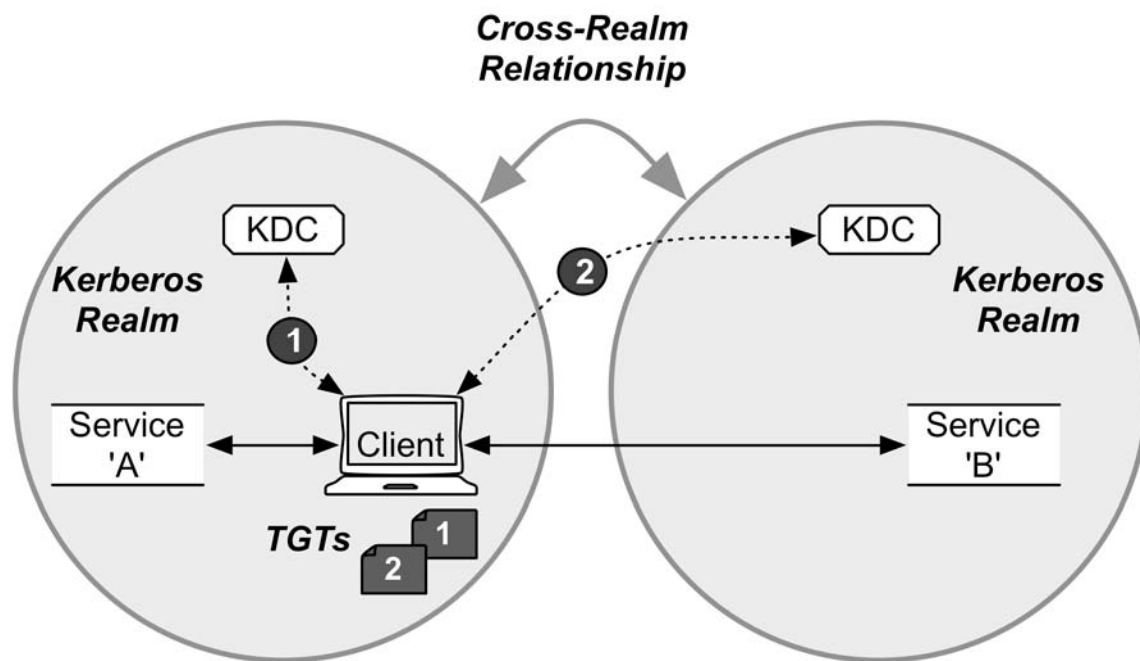 Cross-Realm
Relationship
KDC
KDC
2
Kerberos
Realm
Kerberos
Realm
1
Service
'A'
Client
Service
'B'
TGTs
1
2